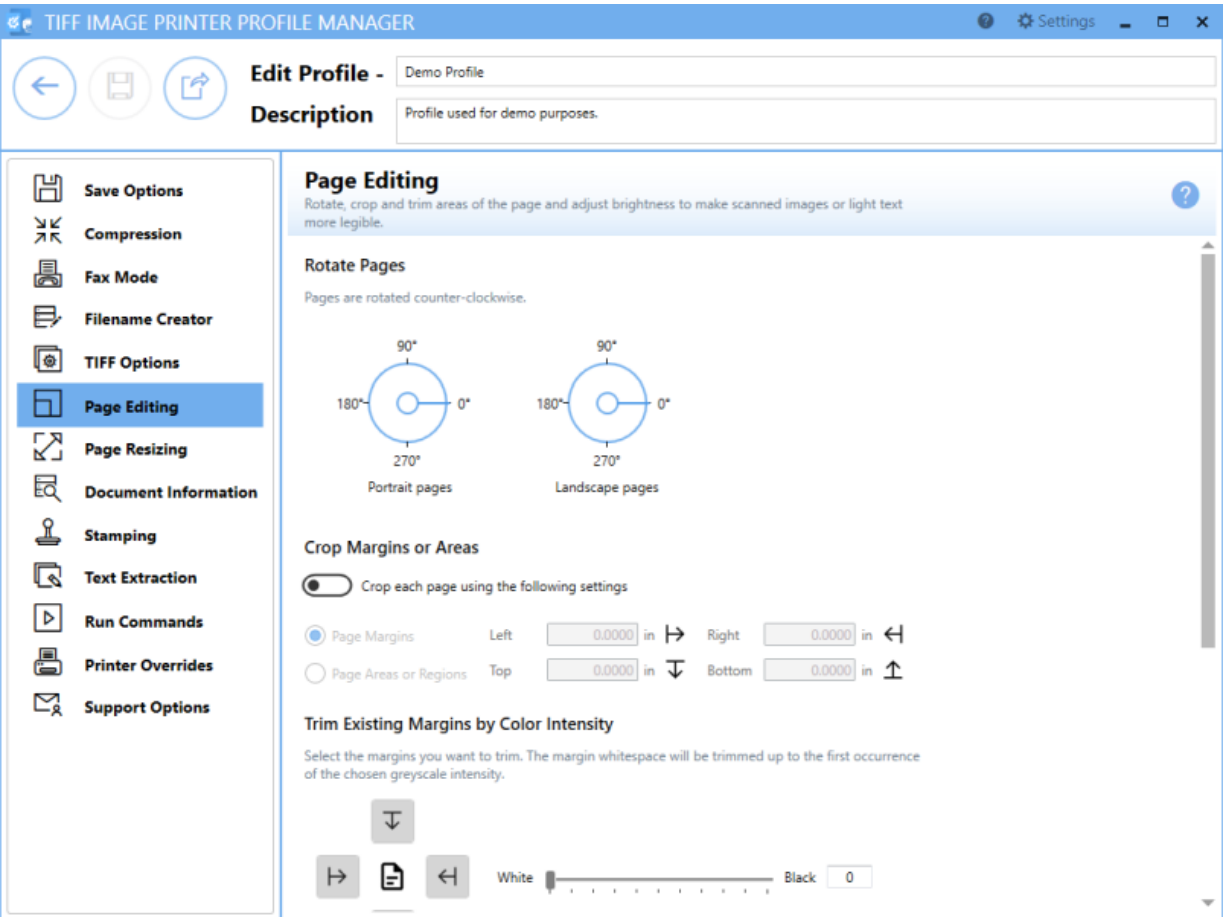 TIFF IMAGE PRINTER PROFILE MANAGER
? Settings
Edit Profile - Demo Profile
Description Profile used for demo purposes.
Save Options
Compression
Fax Mode
Filename Creator
TIFF Options
Page Editing
Page Resizing
Document Information
Stamping
Text Extraction
Run Commands
Printer Overrides
Support Options
Page Editing
?
Rotate, crop and trim areas of the page and adjust brightness to make scanned images or light text
more legible.
Rotate Pages
Pages are rotated counter-clockwise.
90° 90°
180° 0° 180° 0°
270° 270°
Portrait pages Landscape pages
Crop Margins or Areas
Crop each page using the following settings
Page Margins Left 0.0000 in Right 0.0000 in
Page Areas or Regions Top 0.0000 in Bottom 0.0000 in
Trim Existing Margins by Color Intensity
Select the margins you want to trim. The margin whitespace will be trimmed up to the first occurrence
of the chosen greyscale intensity.
White Black 0